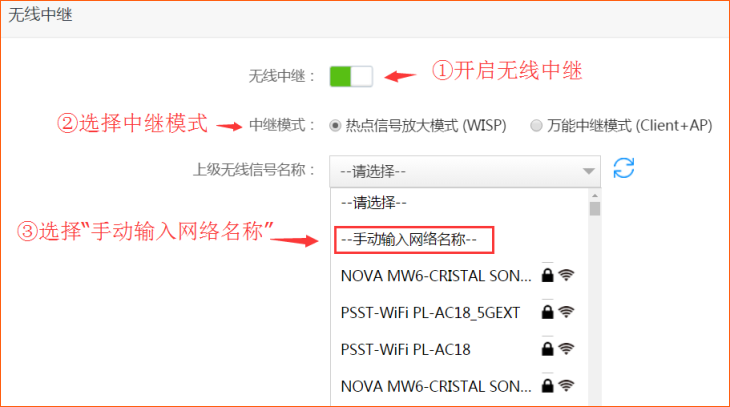 无线中继
无线中继： ①开启无线中继
②选择中继模式 中继模式： 热点信号放大模式 (WISP) 万能中继模式 (Client+AP)
上级无线信号名称： --请选择--
--请选择--
③选择“手动输入网络名称” --手动输入网络名称--
NOVA MW6-CRISTAL SON...
PSST-WiFi PL-AC18_5GEXT
PSST-WiFi PL-AC18
NOVA MW6-CRISTAL SON...